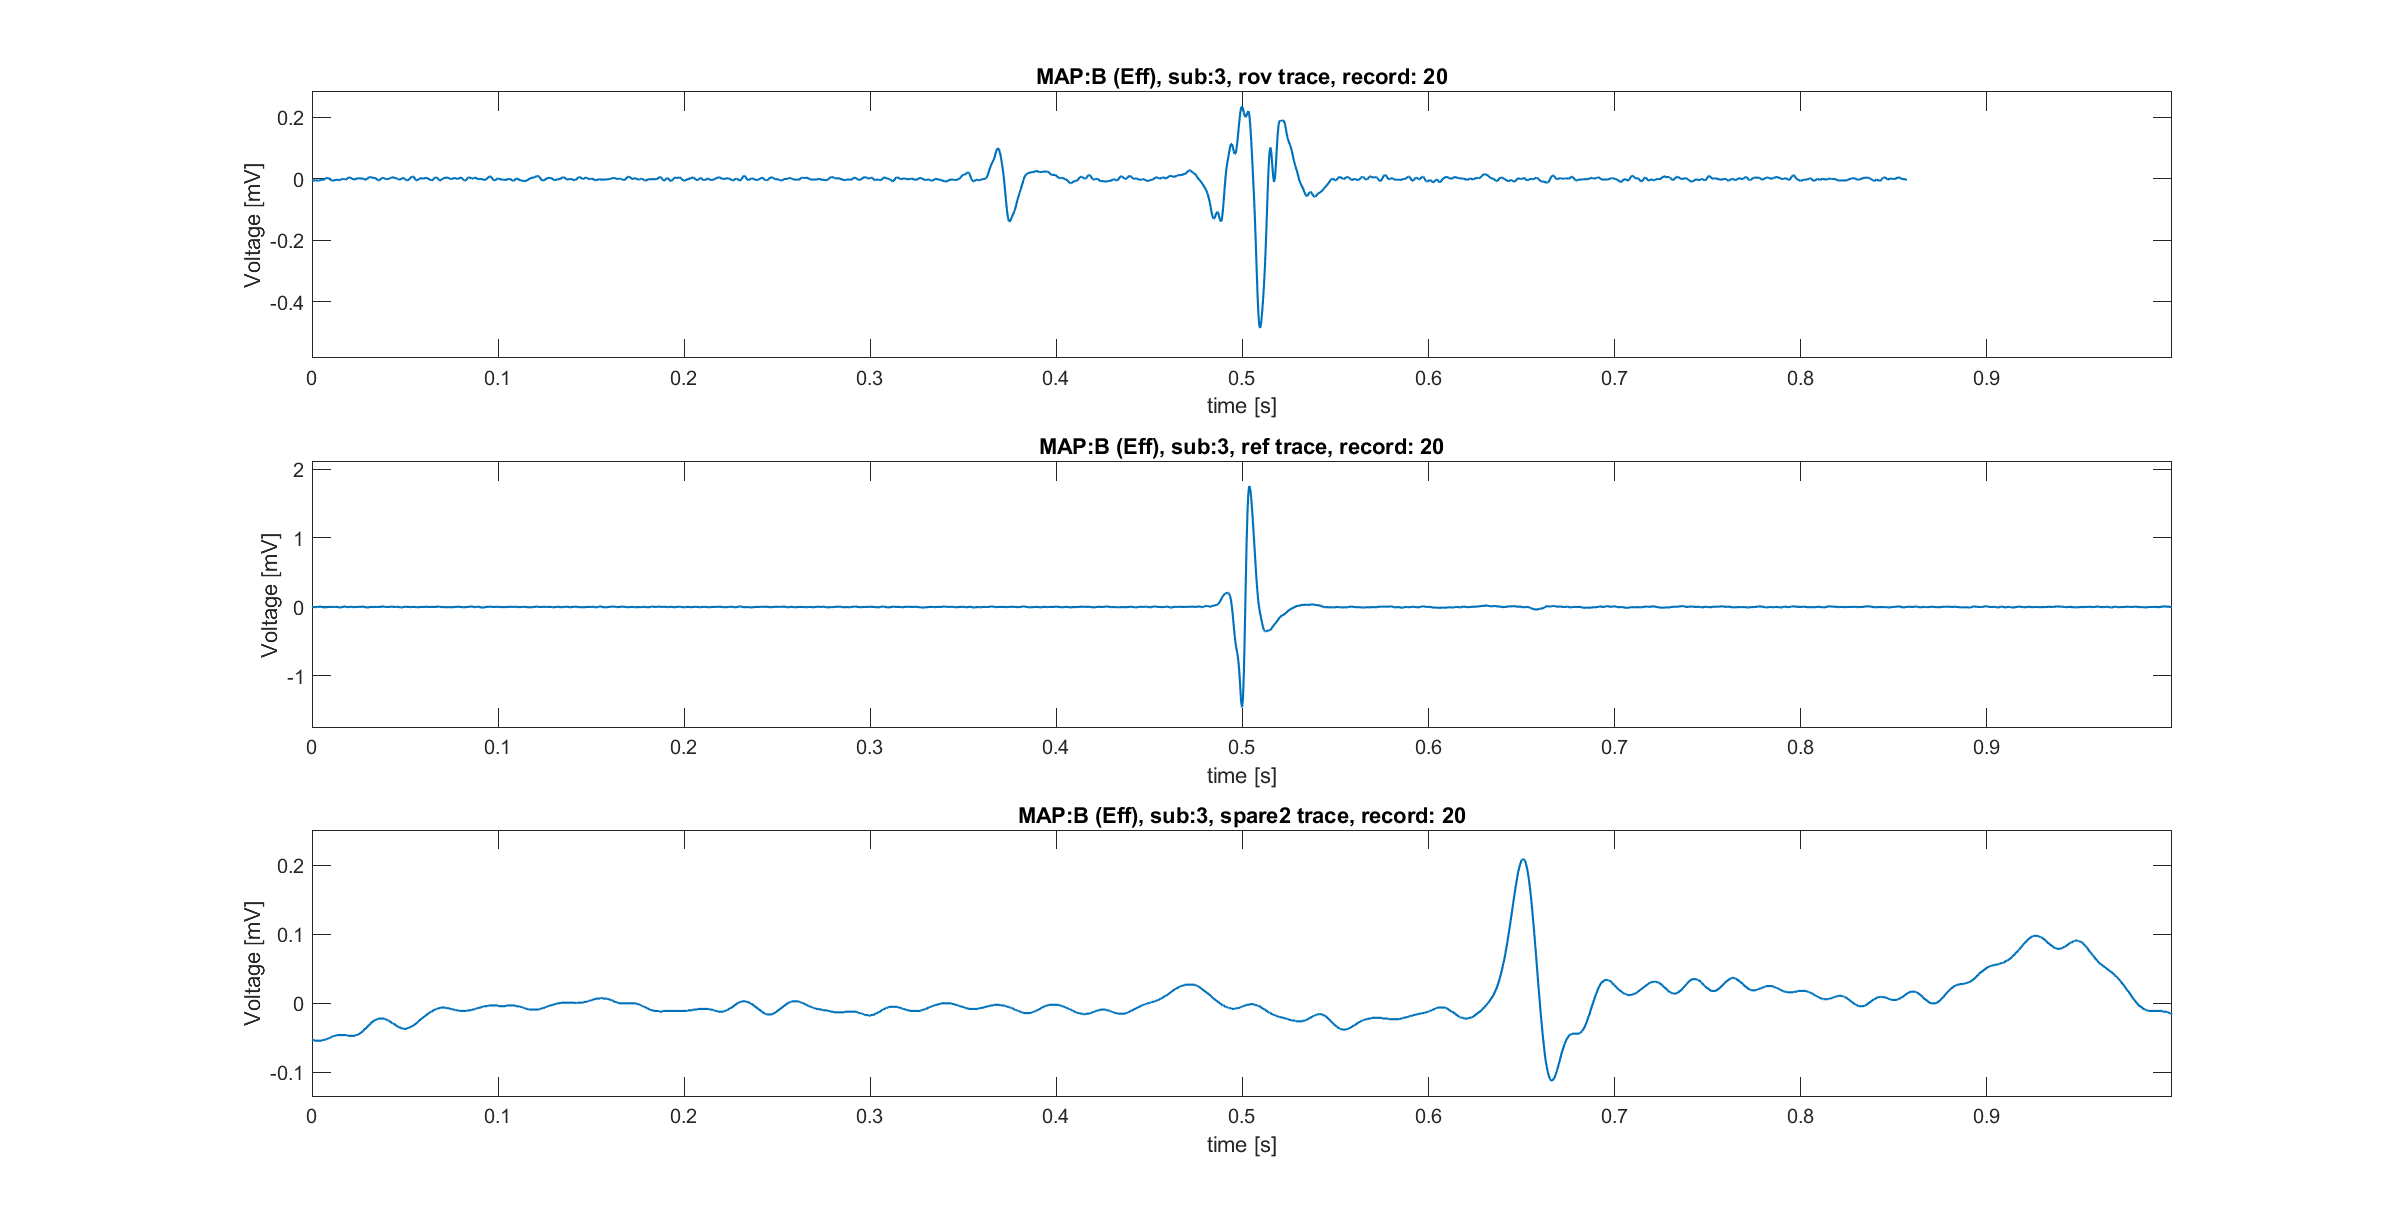 MAP:B (Eff), sub:3, rov trace, record: 20
0.2
0
-0.2
-0.4
Voltage [mV]
0 0.1 0.2 0.3 0.4 0.5 0.6 0.7 0.8 0.9
time [s]
MAP:B (Eff), sub:3, ref trace, record: 20
2
1
0
-1
Voltage [mV]
0 0.1 0.2 0.3 0.4 0.5 0.6 0.7 0.8 0.9
time [s]
MAP:B (Eff), sub:3, spare2 trace, record: 20
0.2
0.1
0
-0.1
Voltage [mV]
0 0.1 0.2 0.3 0.4 0.5 0.6 0.7 0.8 0.9
time [s]